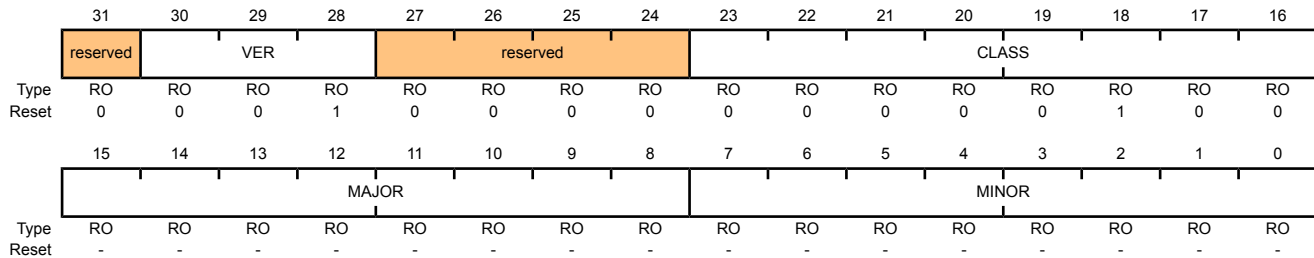 31 30 29 28 27 26 25 24 23 22 21 20 19 18 17 16
reserved VER reserved CLASS
Type RO RO RO RO RO RO RO RO RO RO RO RO RO RO RO RO
Reset 0 0 0 1 0 0 0 0 0 0 0 0 0 1 0 0
15 14 13 12 11 10 9 8 7 6 5 4 3 2 1 0
MAJOR MINOR
Type RO RO RO RO RO RO RO RO RO RO RO RO RO RO RO RO
Reset - - - - - - - - - - - - - - - -